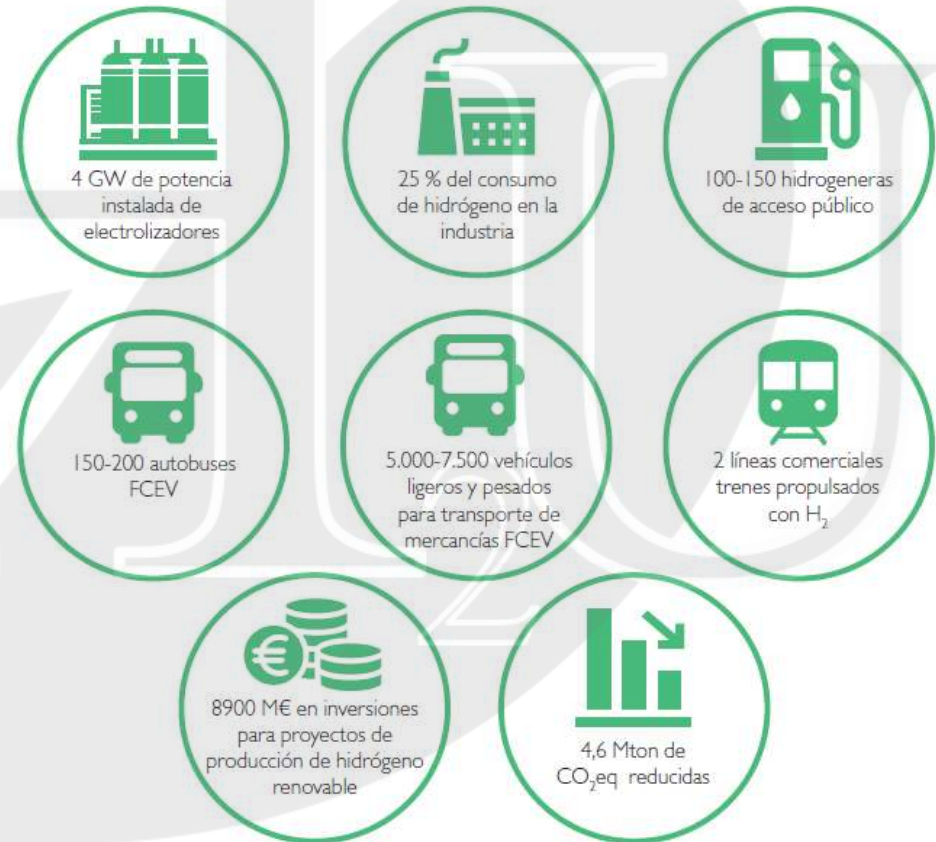 4 GW de potencia
instalada de
electrolizadores
25 % del consumo
de hidrógeno en la
industria
100-150 hidrogeneras
de acceso público
150-200 autobuses
FCEV
5.000-7.500 vehículos
ligeros y pesados
para transporte de
mercancías FCEV
2 líneas comerciales
trenes propulsados
con H₂
€
8900 M€ en inversiones
para proyectos de
producción de hidrógeno
renovable
4,6 Mton de
CO₂eq reducidas